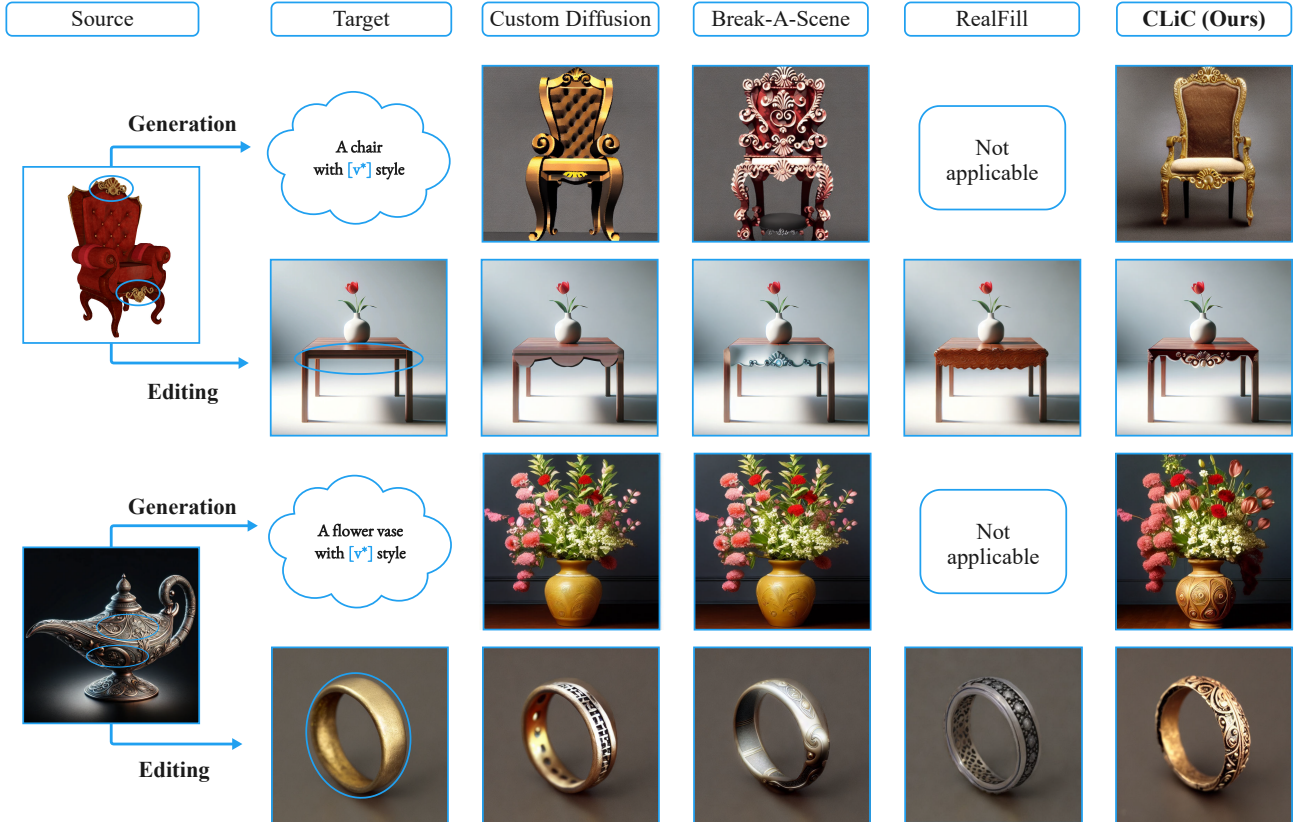 Source
Target
Custom Diffusion
Break-A-Scene
RealFill
CLiC (Ours)
Generation
A chair
with [v*] style
Not
applicable
Editing
Generation
A flower vase
with [v*] style
Not
applicable
Editing